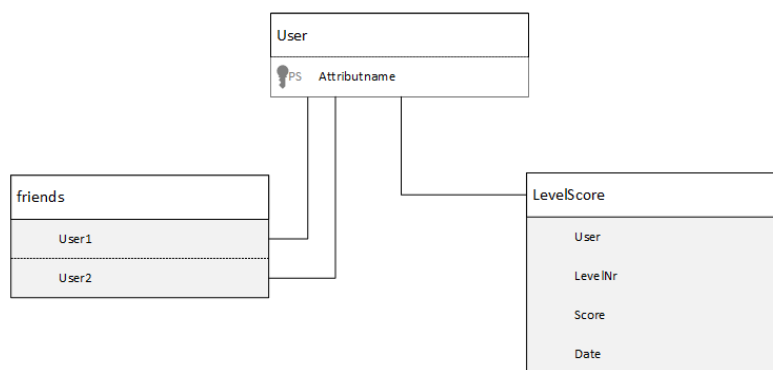 User
PS Attributname
friends
User1
User2
LevelScore
User
LevelNr
Score
Date